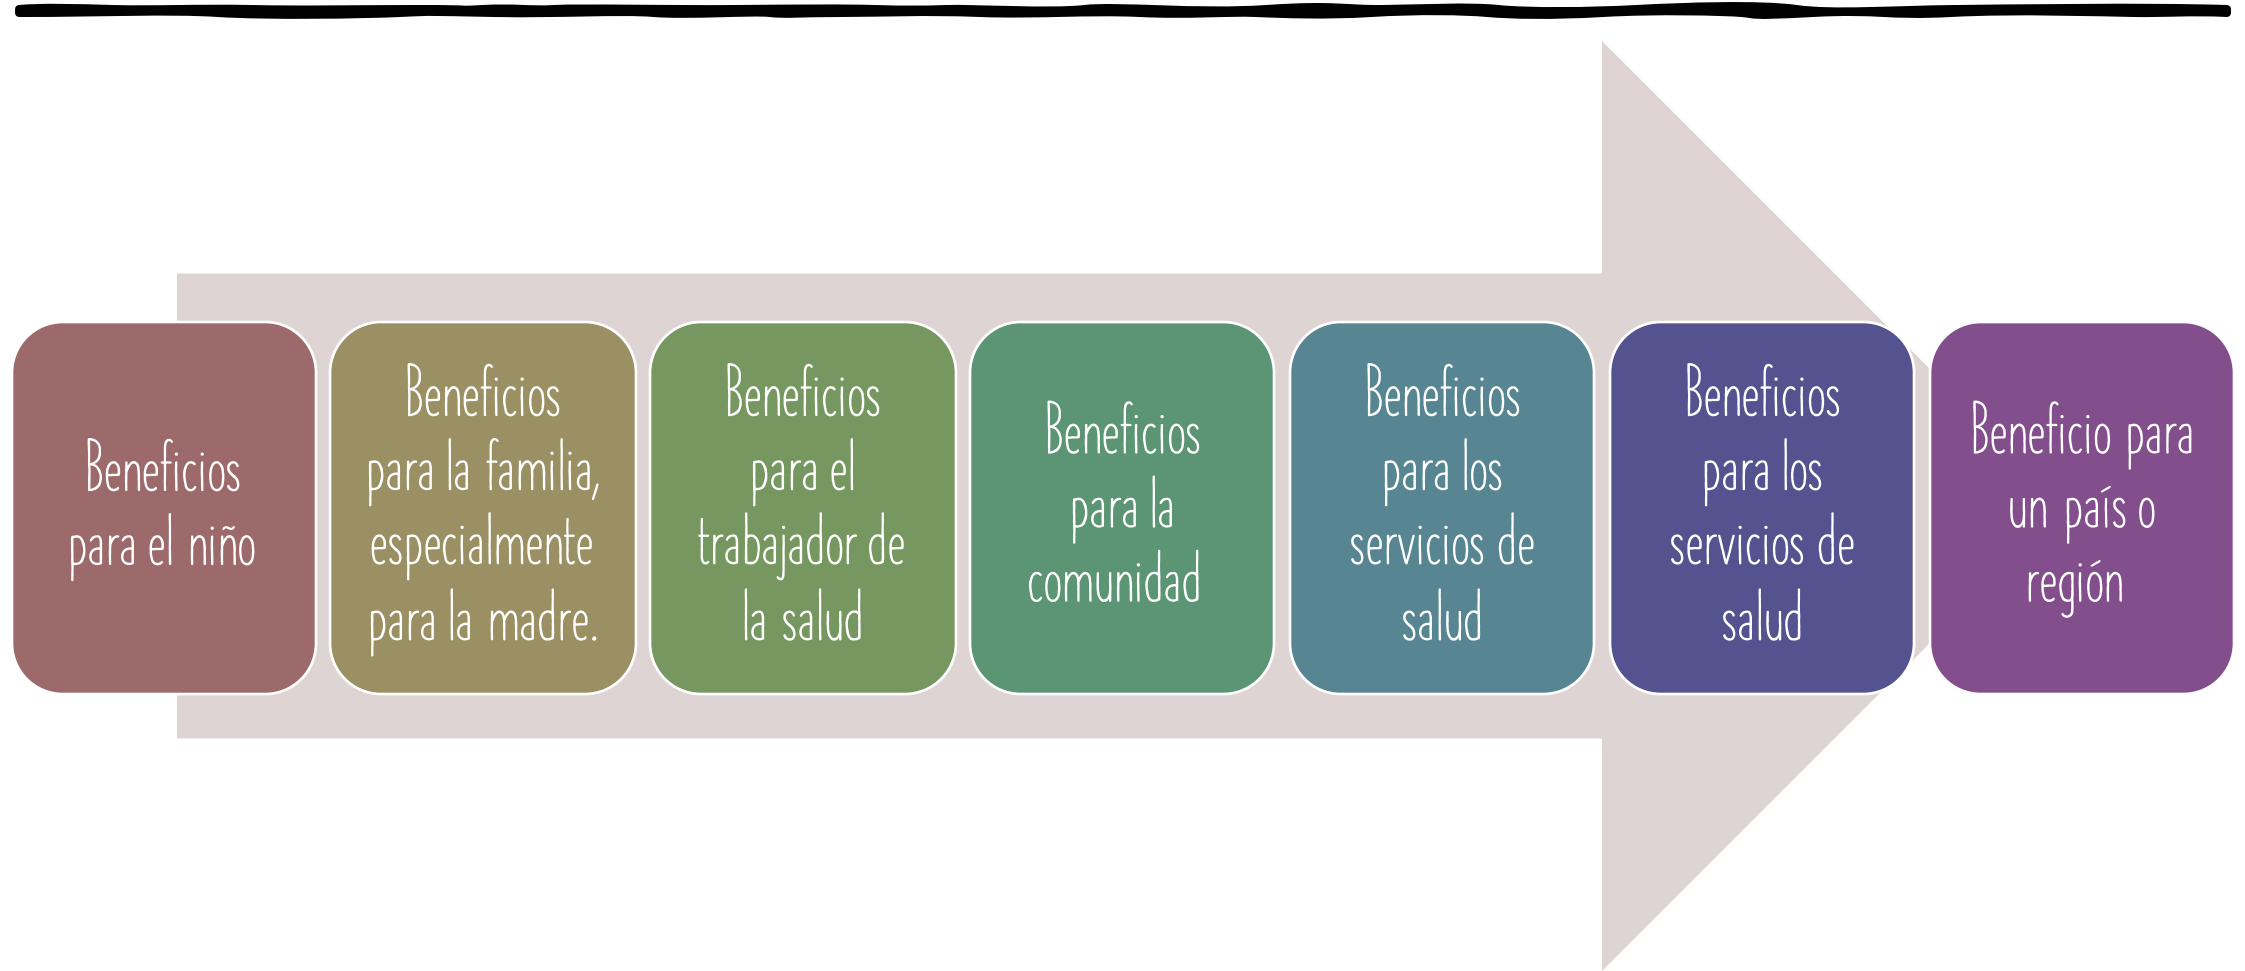 Beneficios
para el niño
Beneficios
para la familia,
especialmente
para la madre.
Beneficios
para el
trabajador de
la salud
Beneficios
para la
comunidad
Beneficios
para los
servicios de
salud
Beneficios
para los
servicios de
salud
Beneficio para
un país o
región